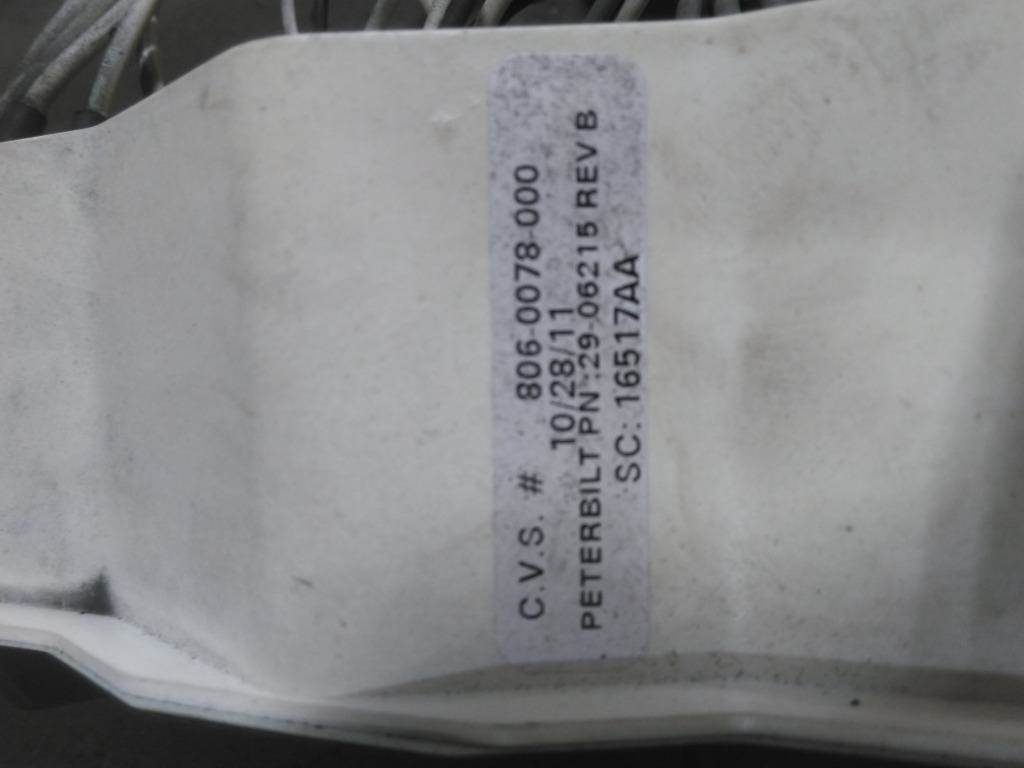 C.V.S. # 806-0078-000
10/28/11
PETERBILT PN :29-06215 REV B
SC: 16517AA